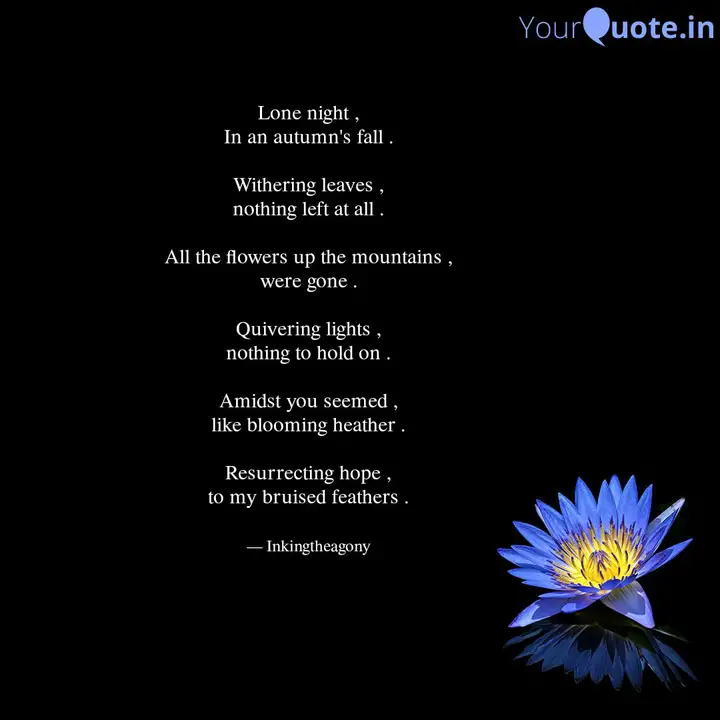 YourQuote.in
Lone night ,
In an autumn's fall .
Withering leaves ,
nothing left at all .
All the flowers up the mountains ,
were gone .
Quivering lights ,
nothing to hold on .
Amidst you seemed ,
like blooming heather .
Resurrecting hope ,
to my bruised feathers .
— Inkingtheagony